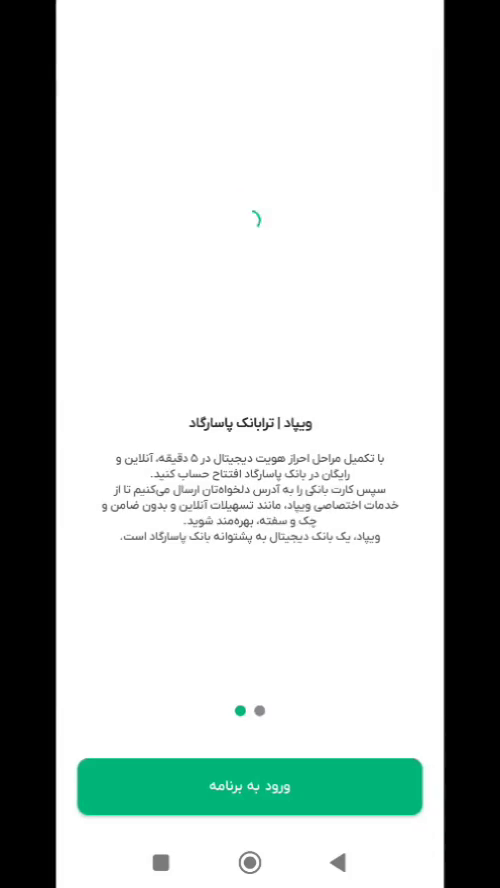 ویپاد | ترابانک پاسارگاد
با تکمیل مراحل احراز هویت دیجیتال در ۵ دقیقه، آنلاین و
رایگان در بانک پاسارگاد افتتاح حساب کنید.
سپس کارت بانکی را به آدرس دلخواه‌تان ارسال می‌کنیم تا از
خدمات اختصاصی ویپاد، مانند تسهیلات آنلاین و بدون ضامن و
چک و سفته، بهره‌مند شوید.
ویپاد، یک بانک دیجیتال به پشتوانه بانک پاسارگاد است.
ورود به برنامه